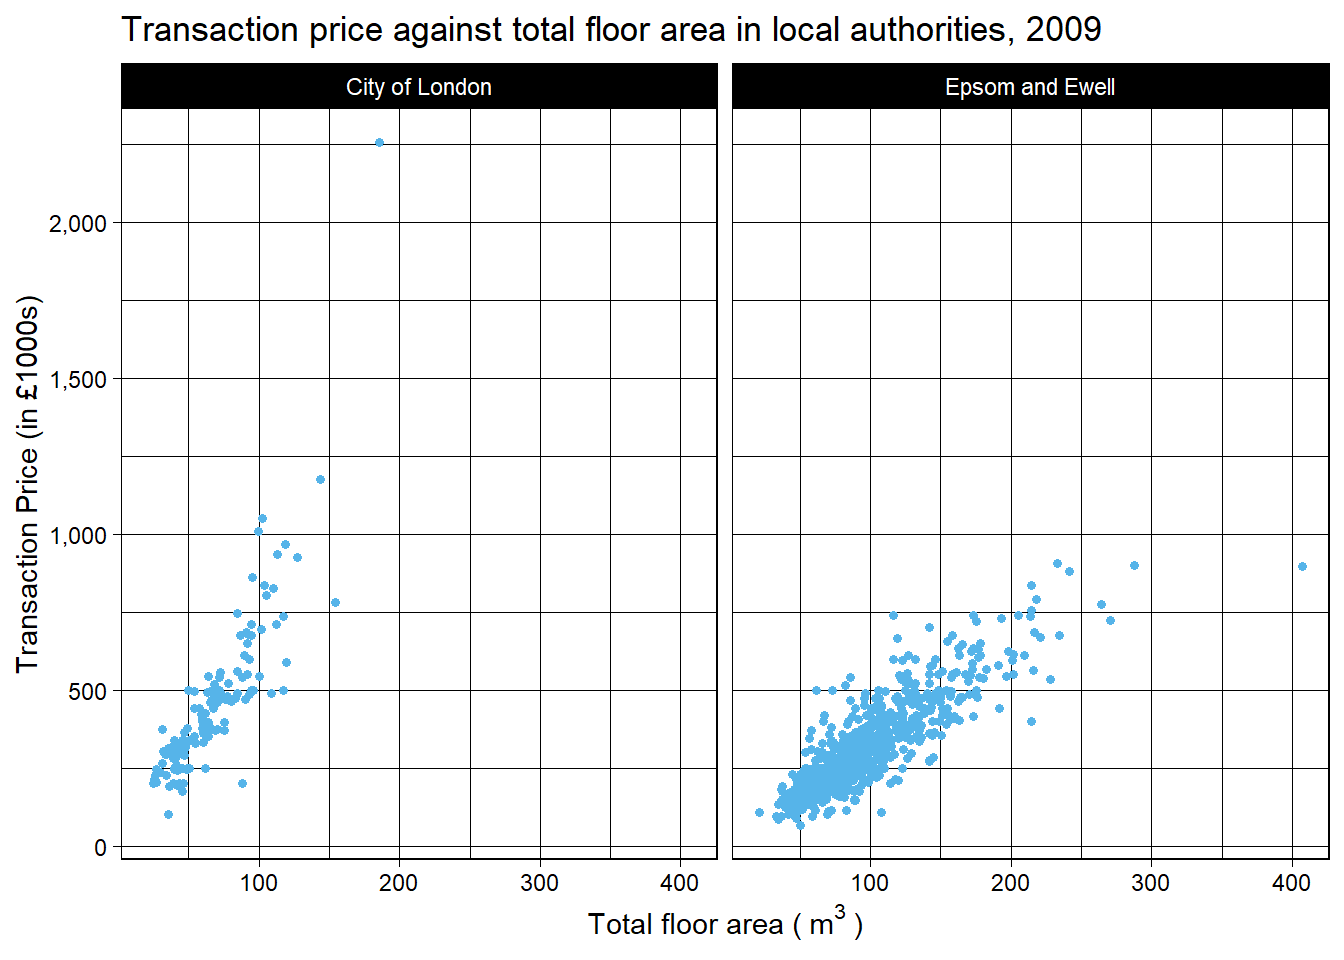 Transaction price against total floor area in local authorities, 2009
City of London
Epsom and Ewell
Transaction Price (in £1000s)
2,000
1,500
1,000
500
0
100 200 300 400
100 200 300 400
Total floor area ( m³ )